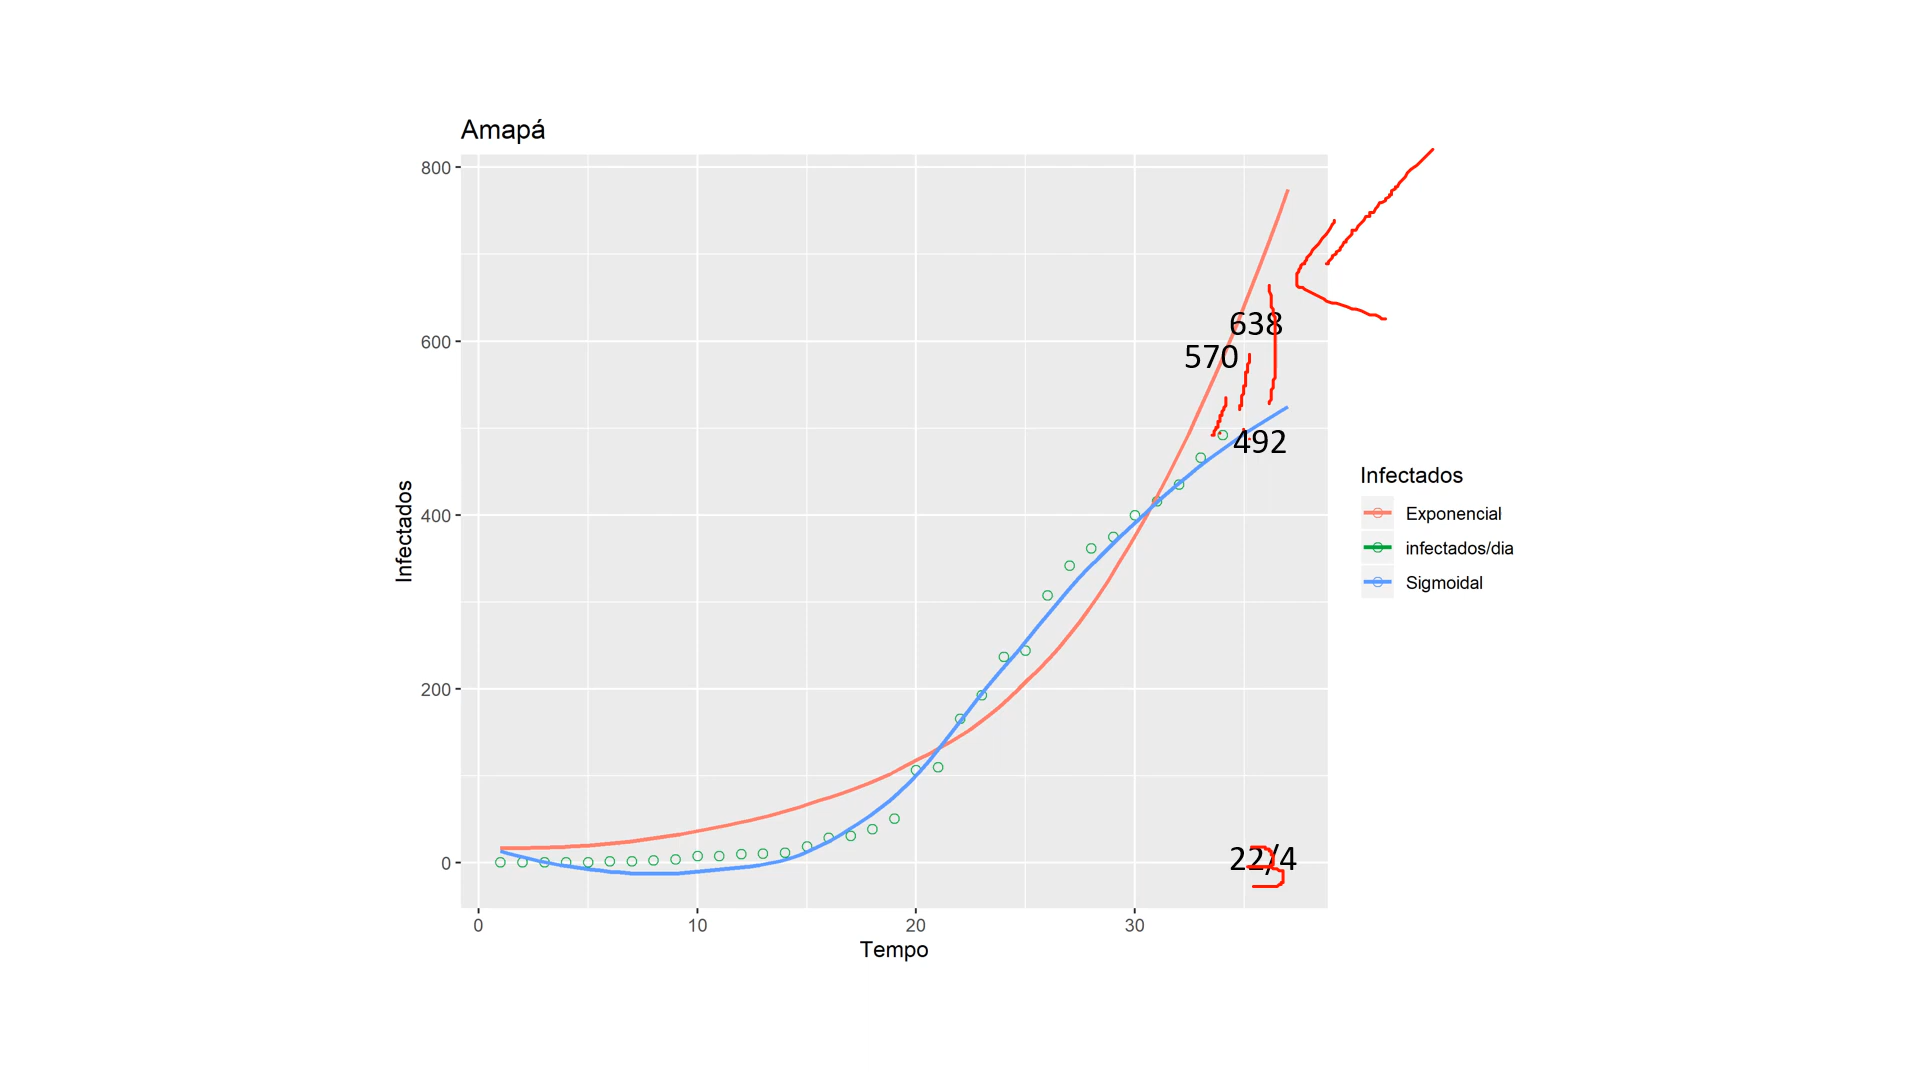 Amapá
800
600
400
200
0
Infectados
638
570
492
22/4
0
10
20
30
Tempo
Infectados
Exponencial
infectados/dia
Sigmoidal